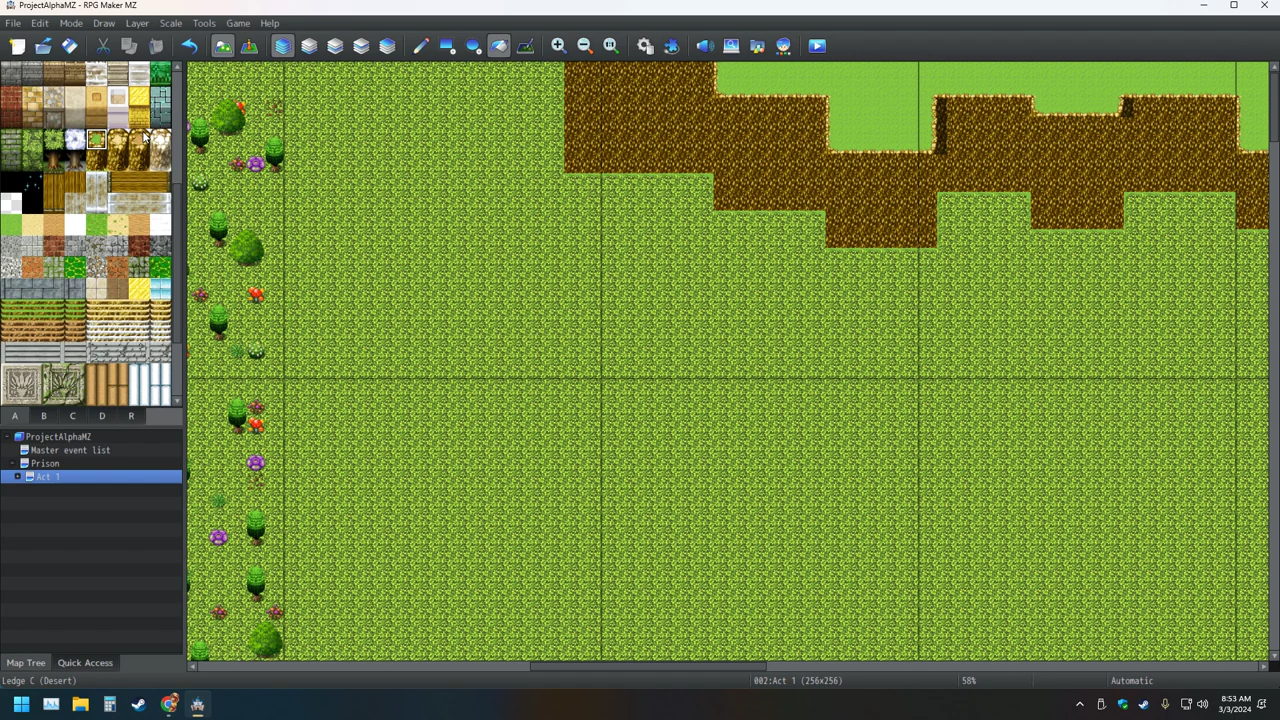 ProjectAlphaMZ - RPG Maker MZ
File Edit Mode Draw Layer Scale Tools Game Help
A B C D R
ProjectAlphaMZ
Master event list
Prison
Act 1
Map Tree Quick Access
Ledge C (Desert) 002:Act 1 (256x256) 58% Automatic
8:53 AM
3/3/2024